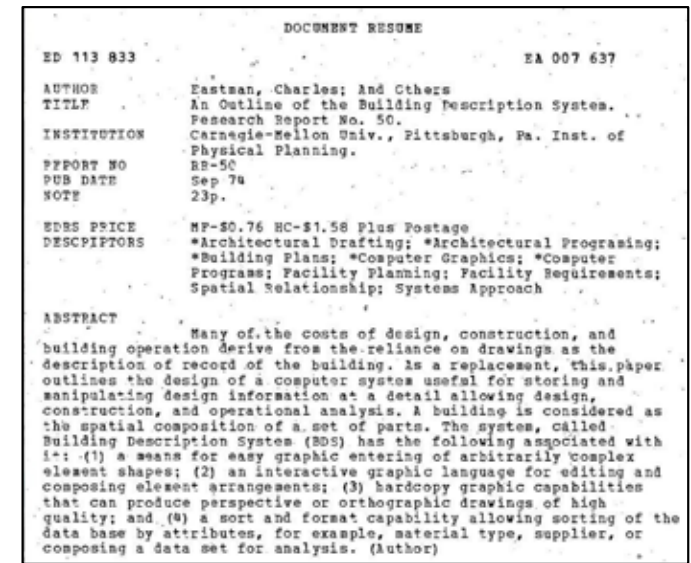 DOCUMENT RESUME
ED 113 833 EA 007 637
AUTHOR Eastman, Charles; And Others
TITLE An Outline of the Building Description System.
Research Report No. 50.
INSTITUTION Carnegie-Mellon Univ., Pittsburgh, Pa. Inst. of
Physical Planning.
REPORT NO RR-50
PUB DATE Sep 74
NOTE 23p.
EDRS PRICE MF-$0.76 HC-$1.58 Plus Postage
DESCRIPTORS *Architectural Drafting; *Architectural Programing;
*Building Plans; *Computer Graphics; *Computer
Programs; Facility Planning; Facility Requirements;
Spatial Relationship; Systems Approach
ABSTRACT
Many of the costs of design, construction, and
building operation derive from the reliance on drawings as the
description of record of the building. As a replacement, this paper
outlines the design of a computer system useful for storing and
manipulating design information at a detail allowing design,
construction, and operational analysis. A building is considered as
the spatial composition of a set of parts. The system, called
Building Description System (BDS) has the following associated with
it: (1) a means for easy graphic entering of arbitrarily complex
element shapes; (2) an interactive graphic language for editing and
composing element arrangements; (3) hardcopy graphic capabilities
that can produce perspective or orthographic drawings of high
quality; and (4) a sort and format capability allowing sorting of the
data base by attributes, for example, material type, supplier, or
composing a data set for analysis. (Author)